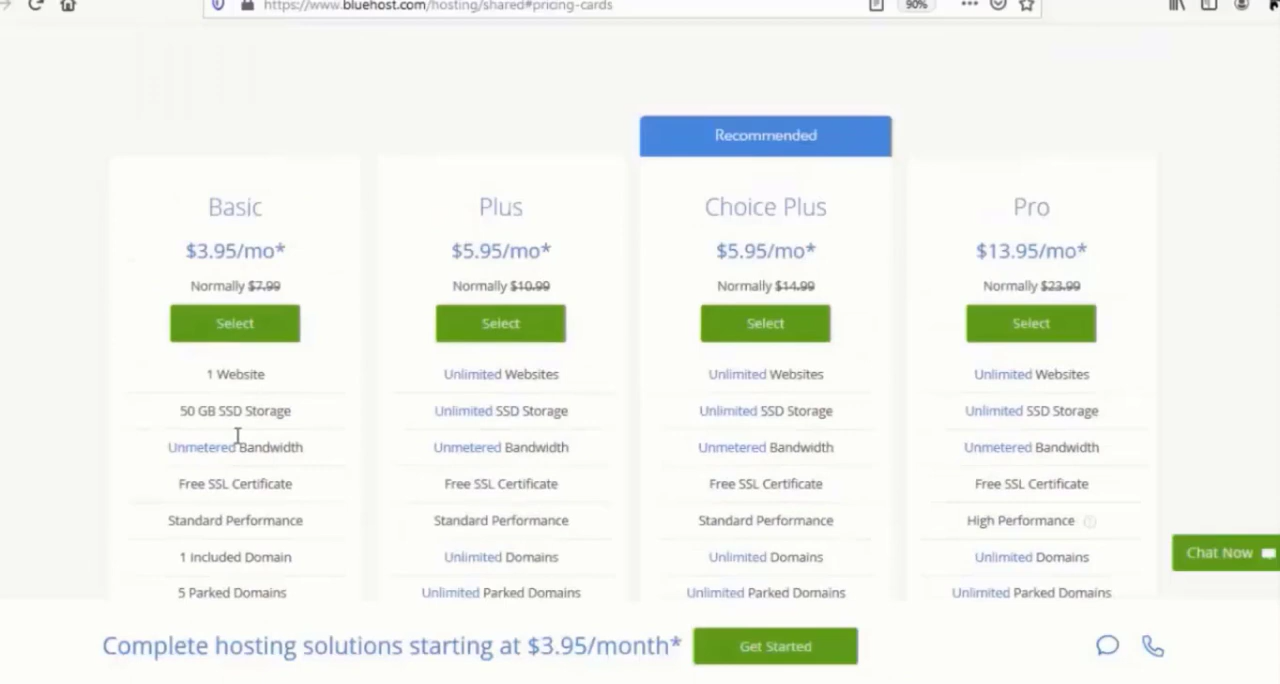 https://www.bluehost.com/hosting/shared#pricing-cards
90%
Recommended
Basic
$3.95/mo*
Normally $7.99
Select
1 Website
50 GB SSD Storage
Unmetered Bandwidth
Free SSL Certificate
Standard Performance
1 Included Domain
5 Parked Domains
Plus
$5.95/mo*
Normally $10.99
Select
Unlimited Websites
Unlimited SSD Storage
Unmetered Bandwidth
Free SSL Certificate
Standard Performance
Unlimited Domains
Unlimited Parked Domains
Choice Plus
$5.95/mo*
Normally $14.99
Select
Unlimited Websites
Unlimited SSD Storage
Unmetered Bandwidth
Free SSL Certificate
Standard Performance
Unlimited Domains
Unlimited Parked Domains
Pro
$13.95/mo*
Normally $23.99
Select
Unlimited Websites
Unlimited SSD Storage
Unmetered Bandwidth
Free SSL Certificate
High Performance
Unlimited Domains
Unlimited Parked Domains
Chat Now
Complete hosting solutions starting at $3.95/month*
Get Started